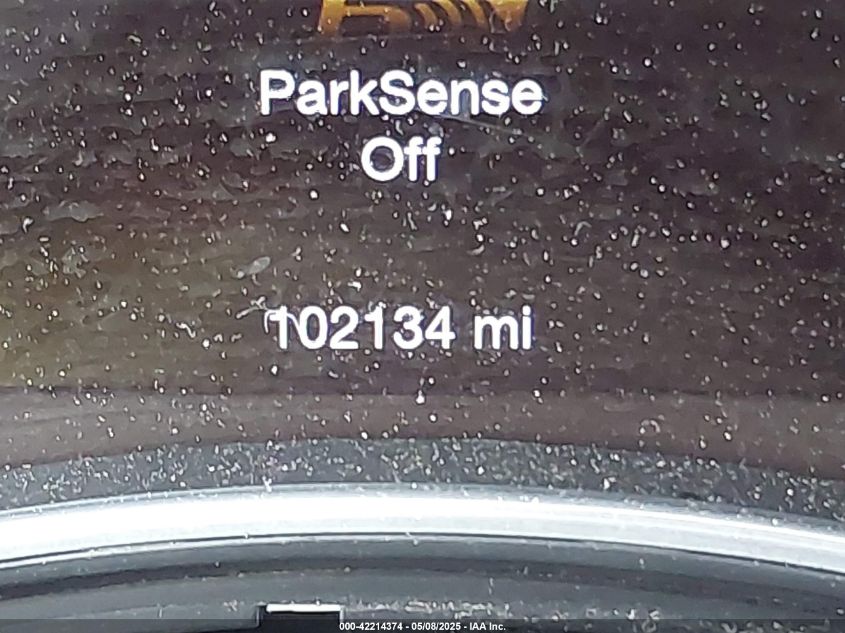 ParkSense
Off
102134 mi
000-42214374 - 05/08/2025 - IAA Inc.